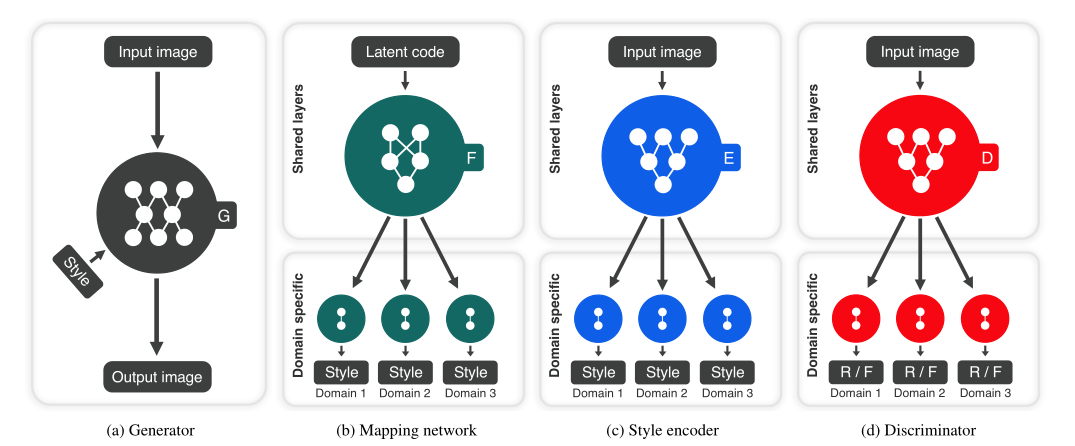 Input image
G
Style
Output image
(a) Generator
Shared layers
Latent code
F
Domain specific
Style Style Style
Domain 1 Domain 2 Domain 3
(b) Mapping network
Shared layers
Input image
E
Domain specific
Style Style Style
Domain 1 Domain 2 Domain 3
(c) Style encoder
Shared layers
Input image
D
Domain specific
R / F R / F R / F
Domain 1 Domain 2 Domain 3
(d) Discriminator